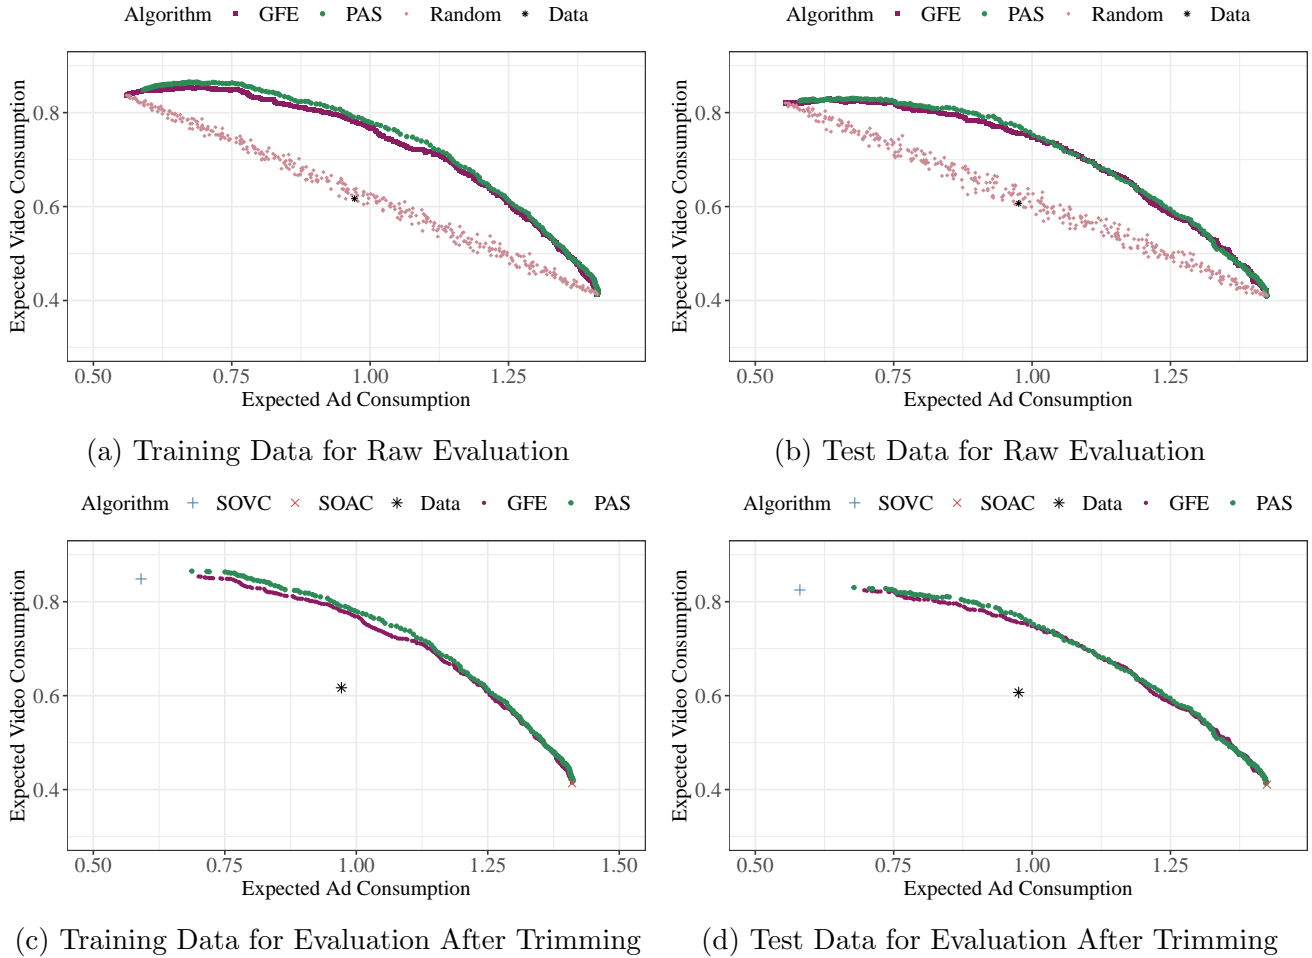 Algorithm GFE PAS Random Data
Expected Video Consumption
0.8
0.6
0.4
0.50 0.75 1.00 1.25
Expected Ad Consumption
(a) Training Data for Raw Evaluation
Algorithm GFE PAS Random Data
Expected Video Consumption
0.8
0.6
0.4
0.50 0.75 1.00 1.25
Expected Ad Consumption
(b) Test Data for Raw Evaluation
Algorithm SOVC SOAC Data GFE PAS
Expected Video Consumption
0.8
0.6
0.4
0.50 0.75 1.00 1.25 1.50
Expected Ad Consumption
(c) Training Data for Evaluation After Trimming
Algorithm SOVC SOAC Data GFE PAS
Expected Video Consumption
0.8
0.6
0.4
0.50 0.75 1.00 1.25
Expected Ad Consumption
(d) Test Data for Evaluation After Trimming